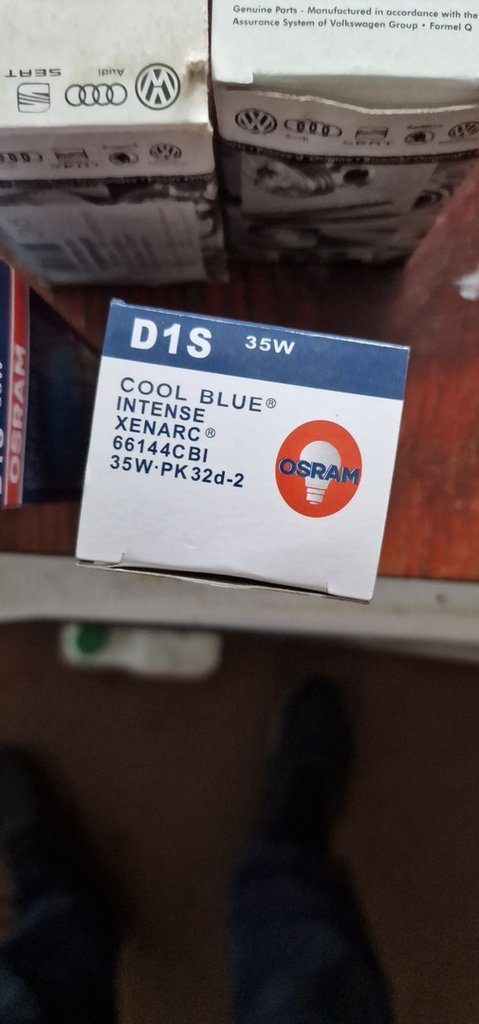 Genuine Parts - Manufactured in accordance with the
Assurance System of Volkswagen Group • Formel Q
SEAT
Audi
D1S 35W
COOL BLUE®
INTENSE
XENARC®
66144CBI
35W·PK32d-2
OSRAM
OSRAM